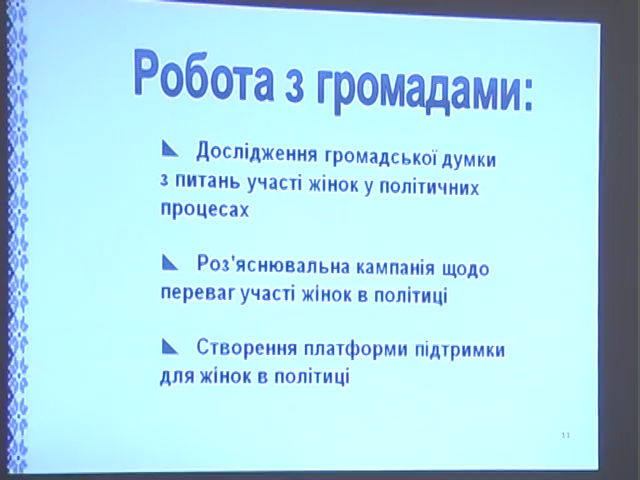 Робота з громадами:
Дослідження громадської думки
з питань участі жінок у політичних
процесах
Роз'яснювальна кампанія щодо
переваг участі жінок в політиці
Створення платформи підтримки
для жінок в політиці
11